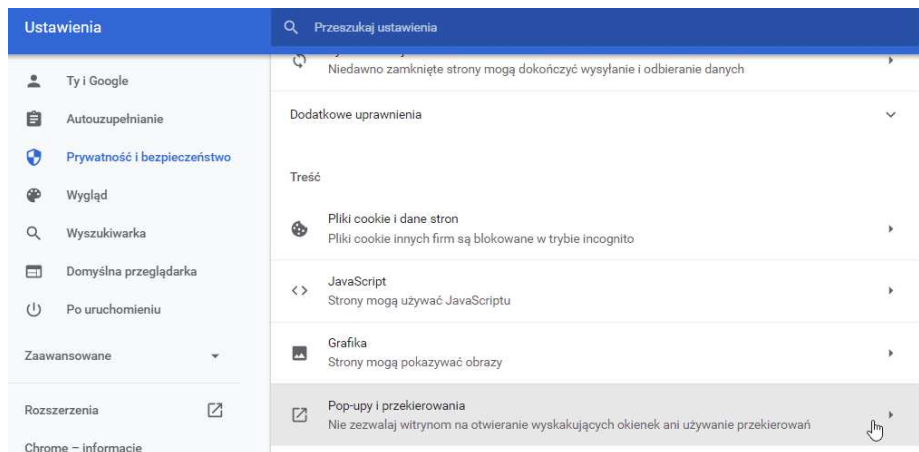 Ustawienia
Przeszukaj ustawienia
Ty i Google
Autouzupełnianie
Prywatność i bezpieczeństwo
Wygląd
Wyszukiwarka
Domyślna przeglądarka
Po uruchomieniu
Zaawansowane
Rozszerzenia
Chrome – informacje
Niedawno zamknięte strony mogą dokończyć wysyłanie i odbieranie danych
Dodatkowe uprawnienia
Treść
Pliki cookie i dane stron
Pliki cookie innych firm są blokowane w trybie incognito
JavaScript
Strony mogą używać JavaScriptu
Grafika
Strony mogą pokazywać obrazy
Pop-upy i przekierowania
Nie zezwalaj witrynom na otwieranie wyskakujących okienek ani używanie przekierowań